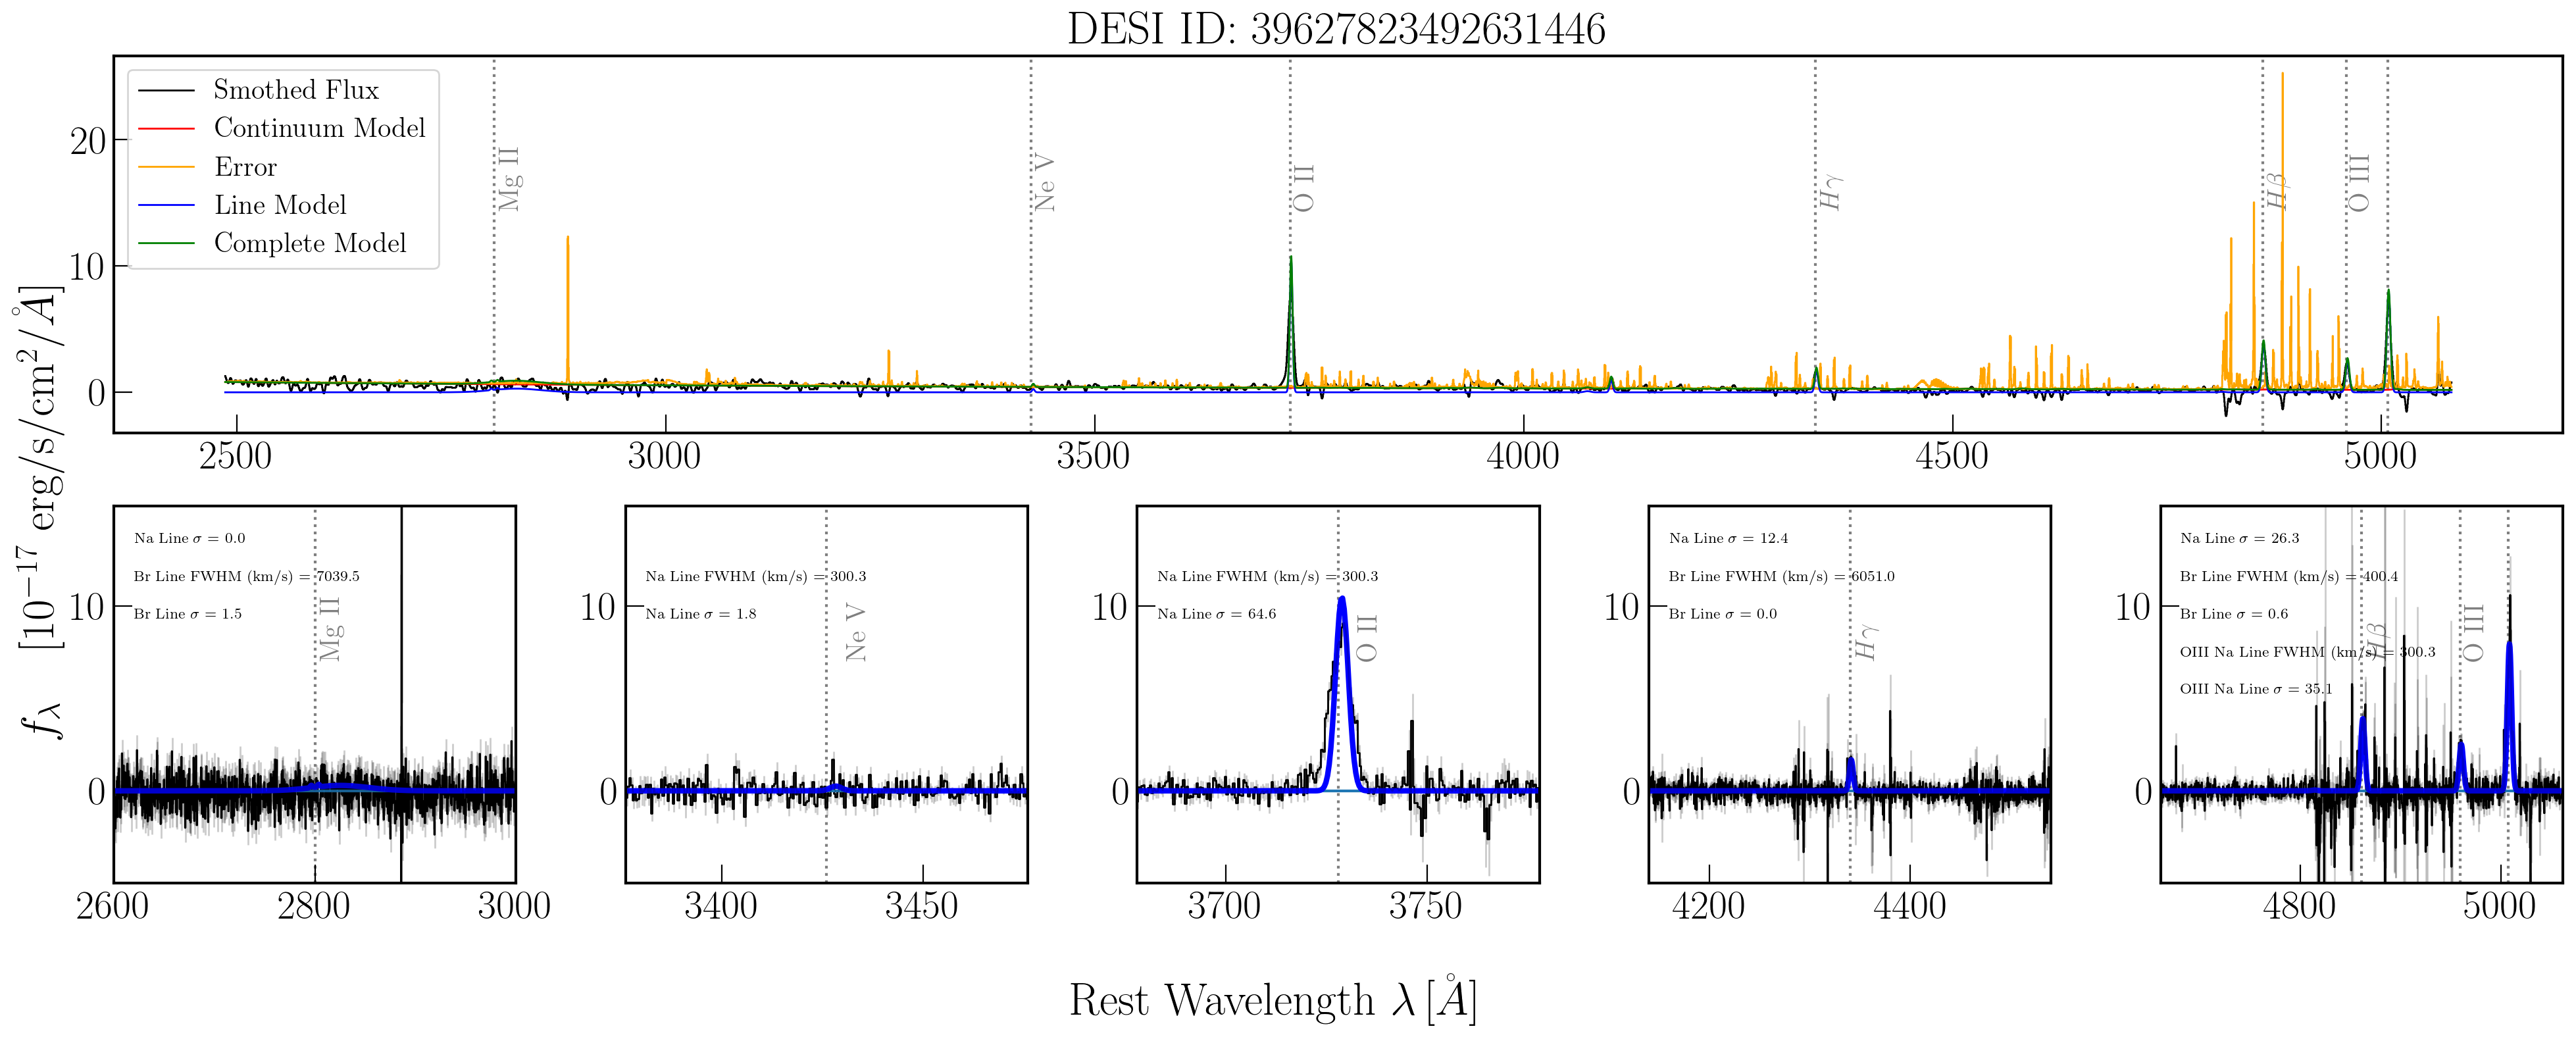 DESI ID: 39627823492631446
Smothed Flux
Continuum Model
Error
Line Model
Complete Model
Mg II
Ne V
O II
Hγ
Hβ
O III
20
10
0
2500
3000
3500
4000
4500
5000
f_λ [10^{−17} erg/s/cm²/Å]
Na Line σ = 0.0
Br Line FWHM (km/s) = 7039.5
Br Line σ = 1.5
Mg II
10
0
2600
2800
3000
Na Line FWHM (km/s) = 300.3
Na Line σ = 1.8
Ne V
10
0
3400
3450
Na Line FWHM (km/s) = 300.3
Na Line σ = 64.6
O II
10
0
3700
3750
Na Line σ = 12.4
Br Line FWHM (km/s) = 6051.0
Br Line σ = 0.0
Hγ
10
0
4200
4400
Na Line σ = 26.3
Br Line FWHM (km/s) = 400.4
Br Line σ = 0.6
OIII Na Line FWHM (km/s) = 300.3
OIII Na Line σ = 35.1
Hβ
O III
10
0
4800
5000
Rest Wavelength λ [Å]